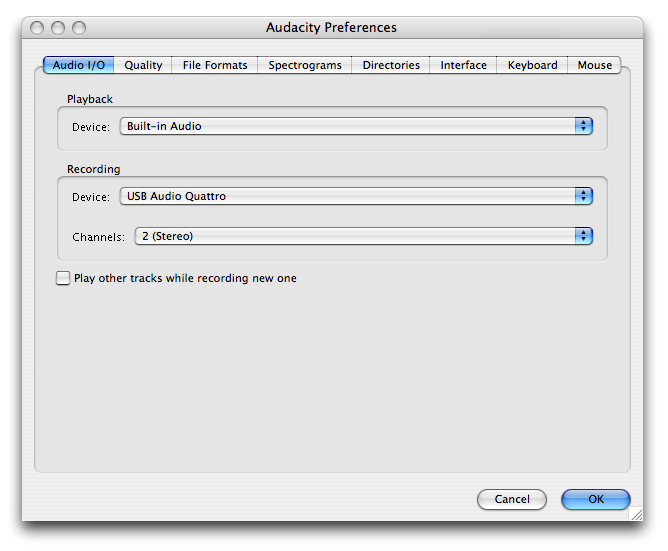 Audacity Preferences
Audio I/O Quality File Formats Spectrograms Directories Interface Keyboard Mouse
Playback
Device: Built-in Audio
Recording
Device: USB Audio Quattro
Channels: 2 (Stereo)
Play other tracks while recording new one
Cancel OK